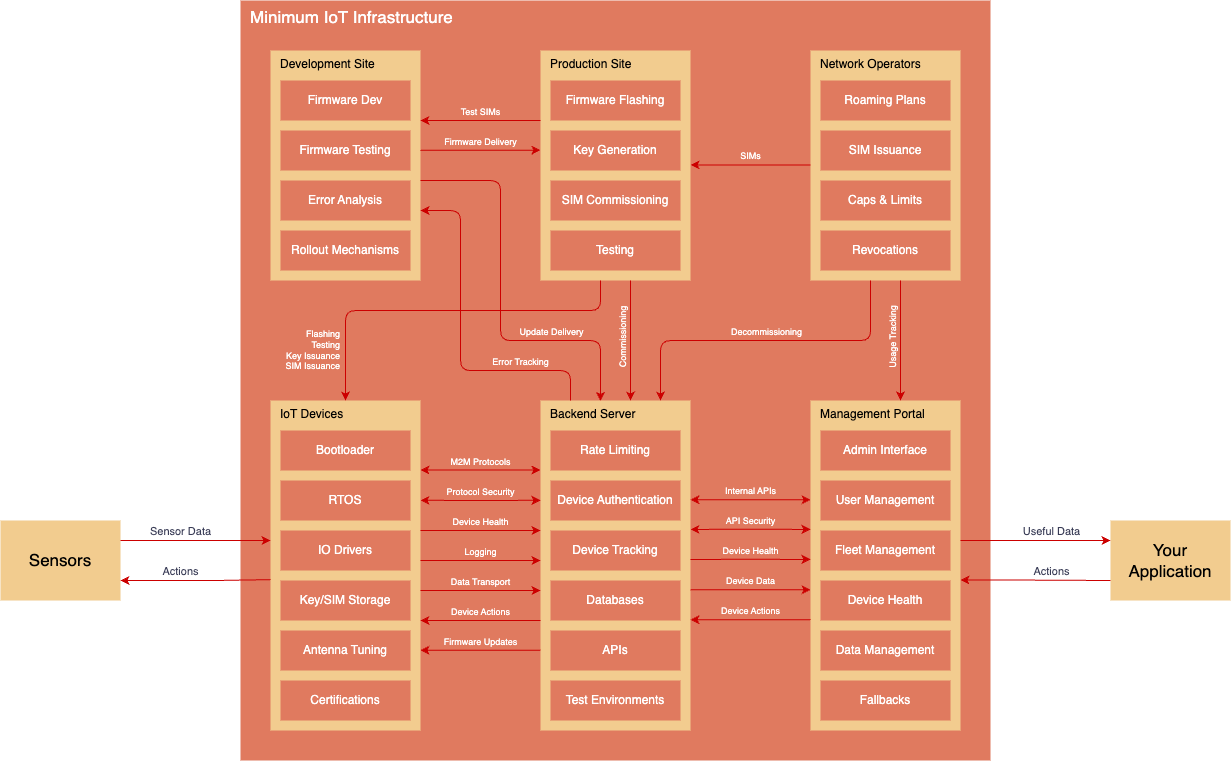 Minimum IoT Infrastructure
Development Site
Firmware Dev
Firmware Testing
Error Analysis
Rollout Mechanisms
Test SIMs
Firmware Delivery
Production Site
Firmware Flashing
Key Generation
SIM Commissioning
Testing
SIMs
Network Operators
Roaming Plans
SIM Issuance
Caps & Limits
Revocations
Flashing
Testing
Key Issuance
SIM Issuance
Update Delivery
Error Tracking
Commissioning
Decommissioning
Usage Tracking
Sensors
Sensor Data
Actions
IoT Devices
Bootloader
RTOS
IO Drivers
Key/SIM Storage
Antenna Tuning
Certifications
M2M Protocols
Protocol Security
Device Health
Logging
Data Transport
Device Actions
Firmware Updates
Backend Server
Rate Limiting
Device Authentication
Device Tracking
Databases
APIs
Test Environments
Internal APIs
API Security
Device Health
Device Data
Device Actions
Management Portal
Admin Interface
User Management
Fleet Management
Device Health
Data Management
Fallbacks
Useful Data
Actions
Your
Application